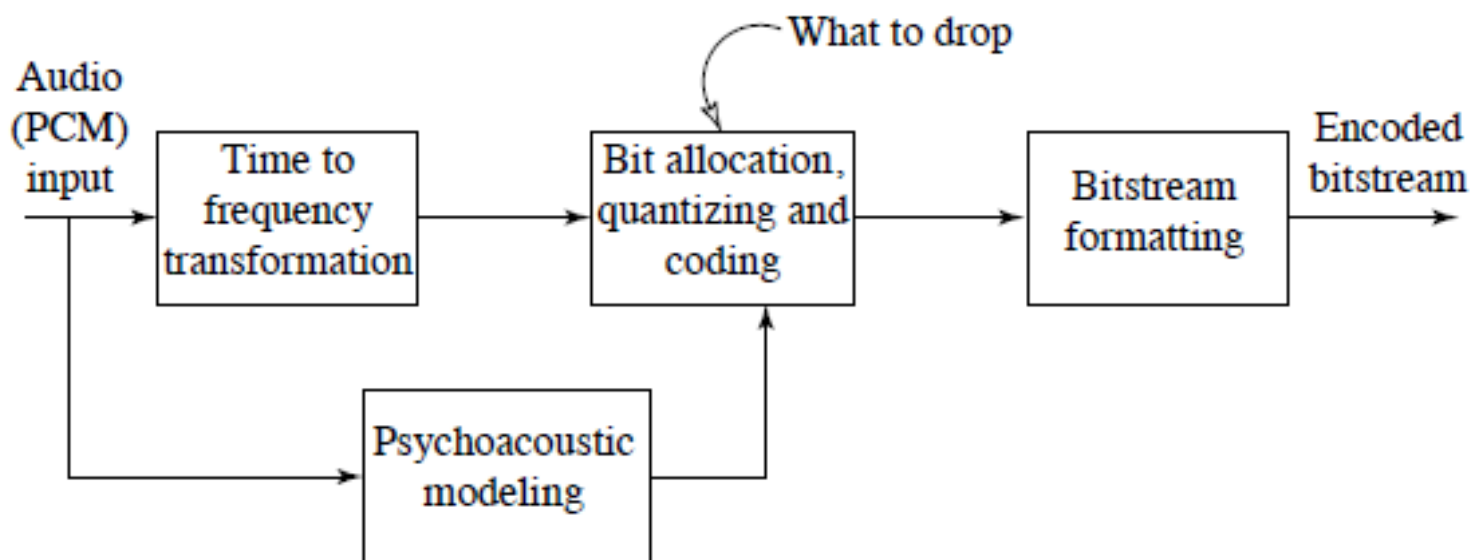 What to drop
Audio
(PCM)
input
Time to
frequency
transformation
Bit allocation,
quantizing and
coding
Bitstream
formatting
Encoded
bitstream
Psychoacoustic
modeling